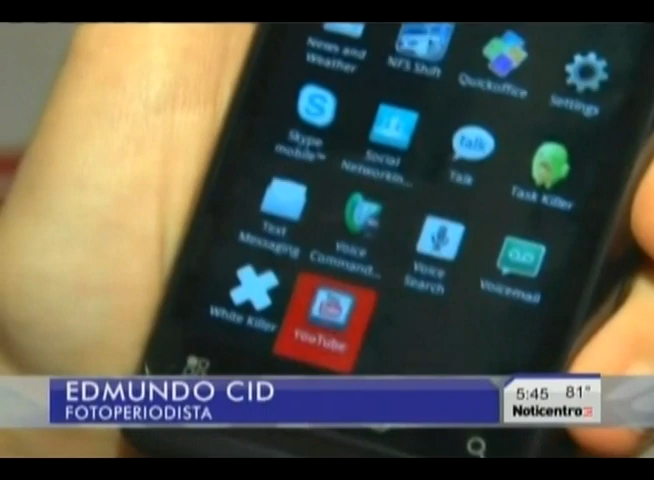 News and
Weather
NFS Shift
Quickoffice
Settings
Skype
mobile™
Social
Networkin...
talk
Talk
Task Killer
Text
Messaging
Voice
Command...
Voice
Search
Voicemail
White Killer
YouTube
EDMUNDO CID
FOTOPERIODISTA
5:45 81°
Noticentro